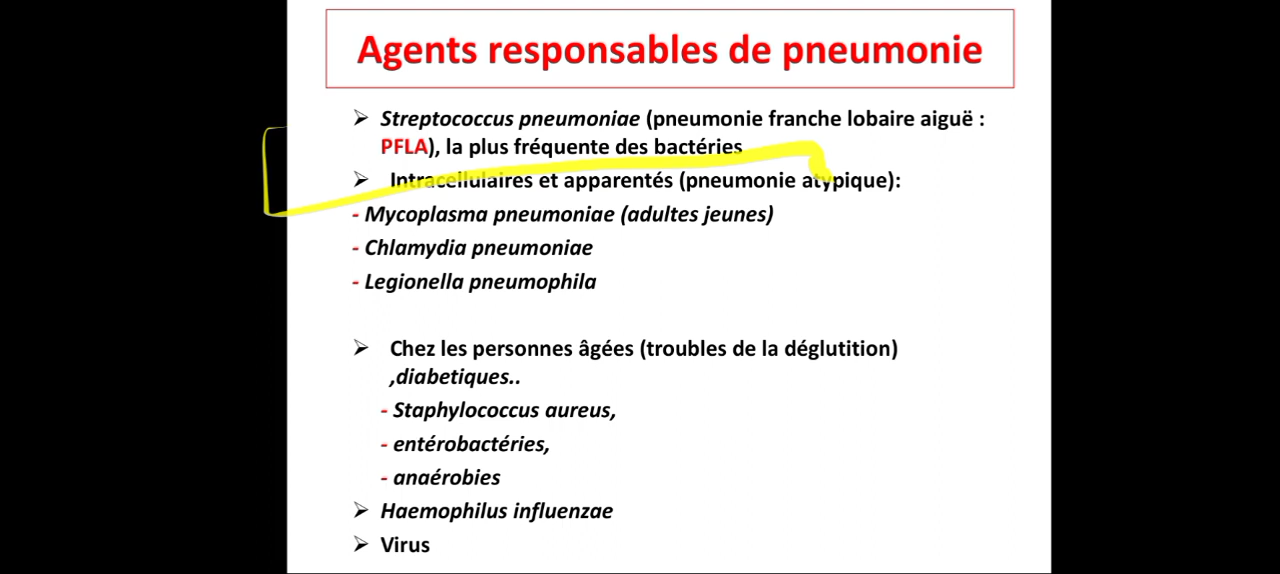 Agents responsables de pneumonie
➢ Streptococcus pneumoniae (pneumonie franche lobaire aiguë :
PFLA), la plus fréquente des bactéries
➢ Intracellulaires et apparentés (pneumonie atypique):
- Mycoplasma pneumoniae (adultes jeunes)
- Chlamydia pneumoniae
- Legionella pneumophila
➢ Chez les personnes âgées (troubles de la déglutition)
,diabetiques..
- Staphylococcus aureus,
- entérobactéries,
- anaérobies
➢ Haemophilus influenzae
➢ Virus